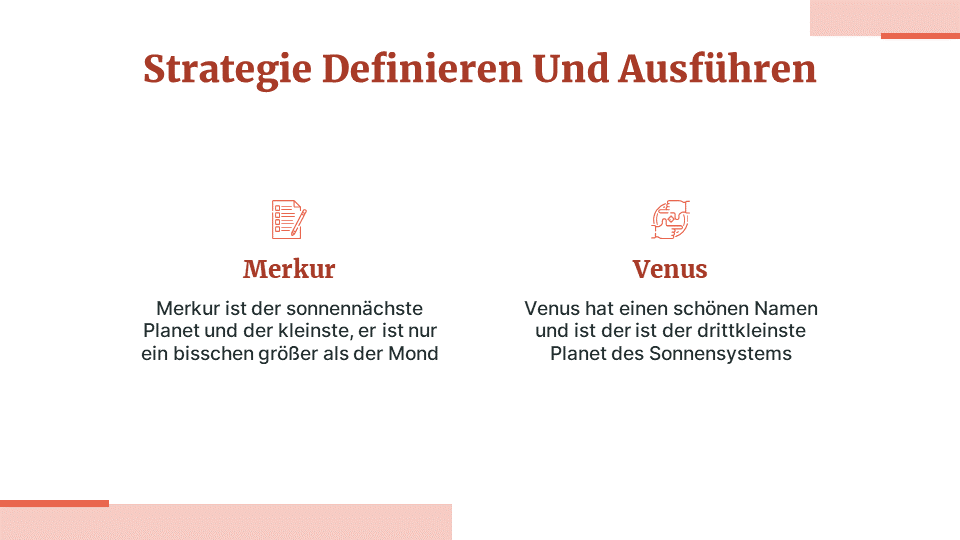 Strategie Definieren Und Ausführen
Merkur
Merkur ist der sonnennächste
Planet und der kleinste, er ist nur
ein bisschen größer als der Mond
Venus
Venus hat einen schönen Namen
und ist der ist der drittkleinste
Planet des Sonnensystems